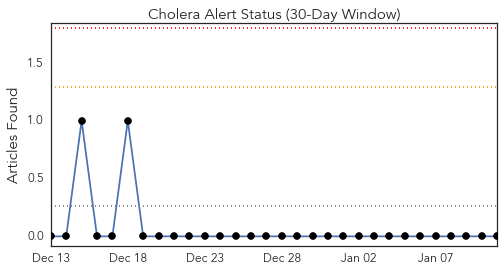 Cholera Alert Status (30-Day Window)
Articles Found
1.5
1.0
0.5
0.0
Dec 13 Dec 18 Dec 23 Dec 28 Jan 02 Jan 07